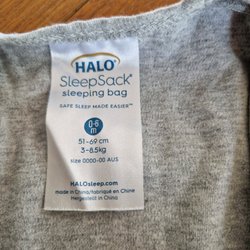 HALO®
SleepSack®
sleeping bag
SAFE SLEEP MADE EASIER™
0-6
m
51-69 cm
3-8.5kg
size 0000-00 AUS
HALOsleep.com
made in China/fabriqué en Chine
Hergestellt in China